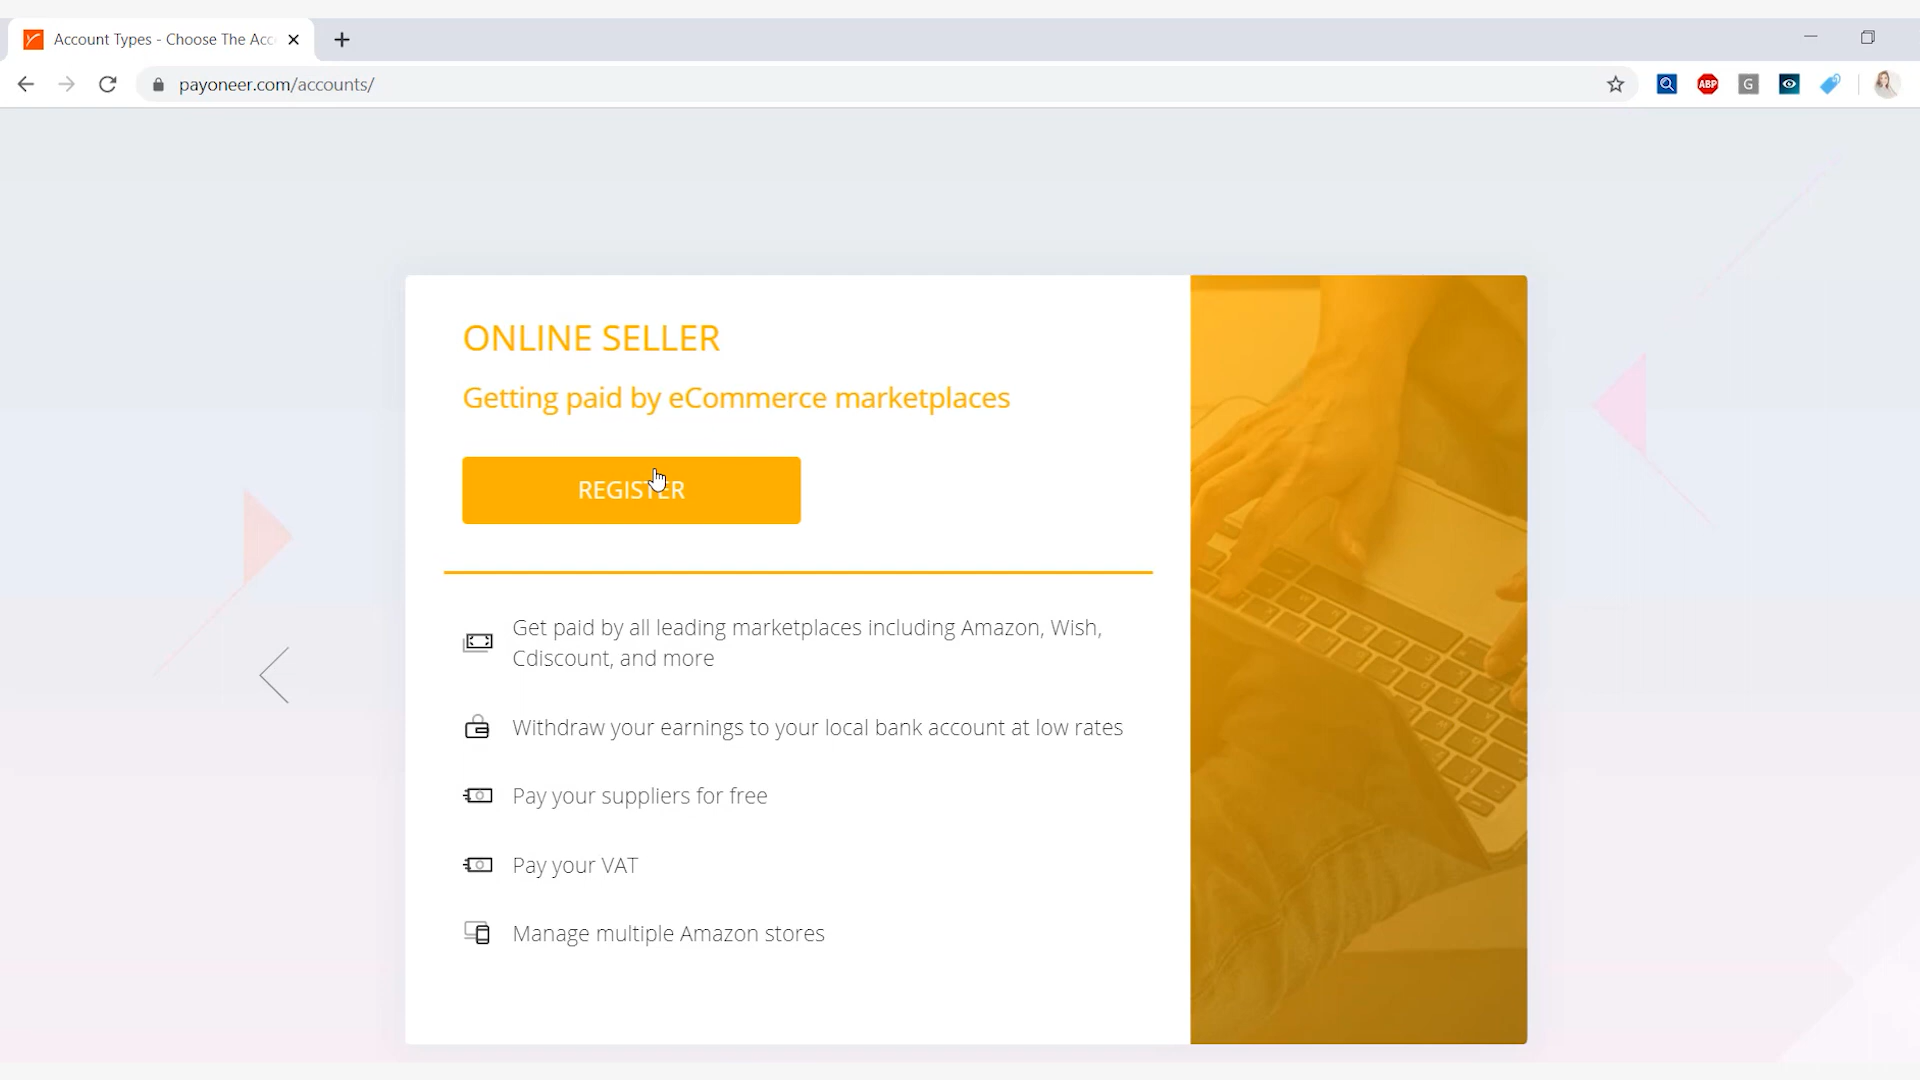 Account Types - Choose The Acc
payoneer.com/accounts/
ABP
G
ONLINE SELLER
Getting paid by eCommerce marketplaces
REGISTER
Get paid by all leading marketplaces including Amazon, Wish,
Cdiscount, and more
Withdraw your earnings to your local bank account at low rates
Pay your suppliers for free
Pay your VAT
Manage multiple Amazon stores